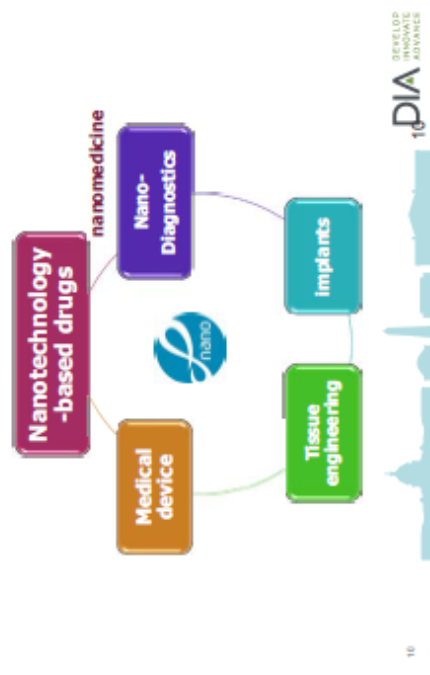 Nanotechnology
-based drugs
nanomedicine
Medical
device
Nano-
Diagnostics
nano
Tissue
engineering
implants
DIA
DEVELOP
INNOVATE
ADVANCE
10
10